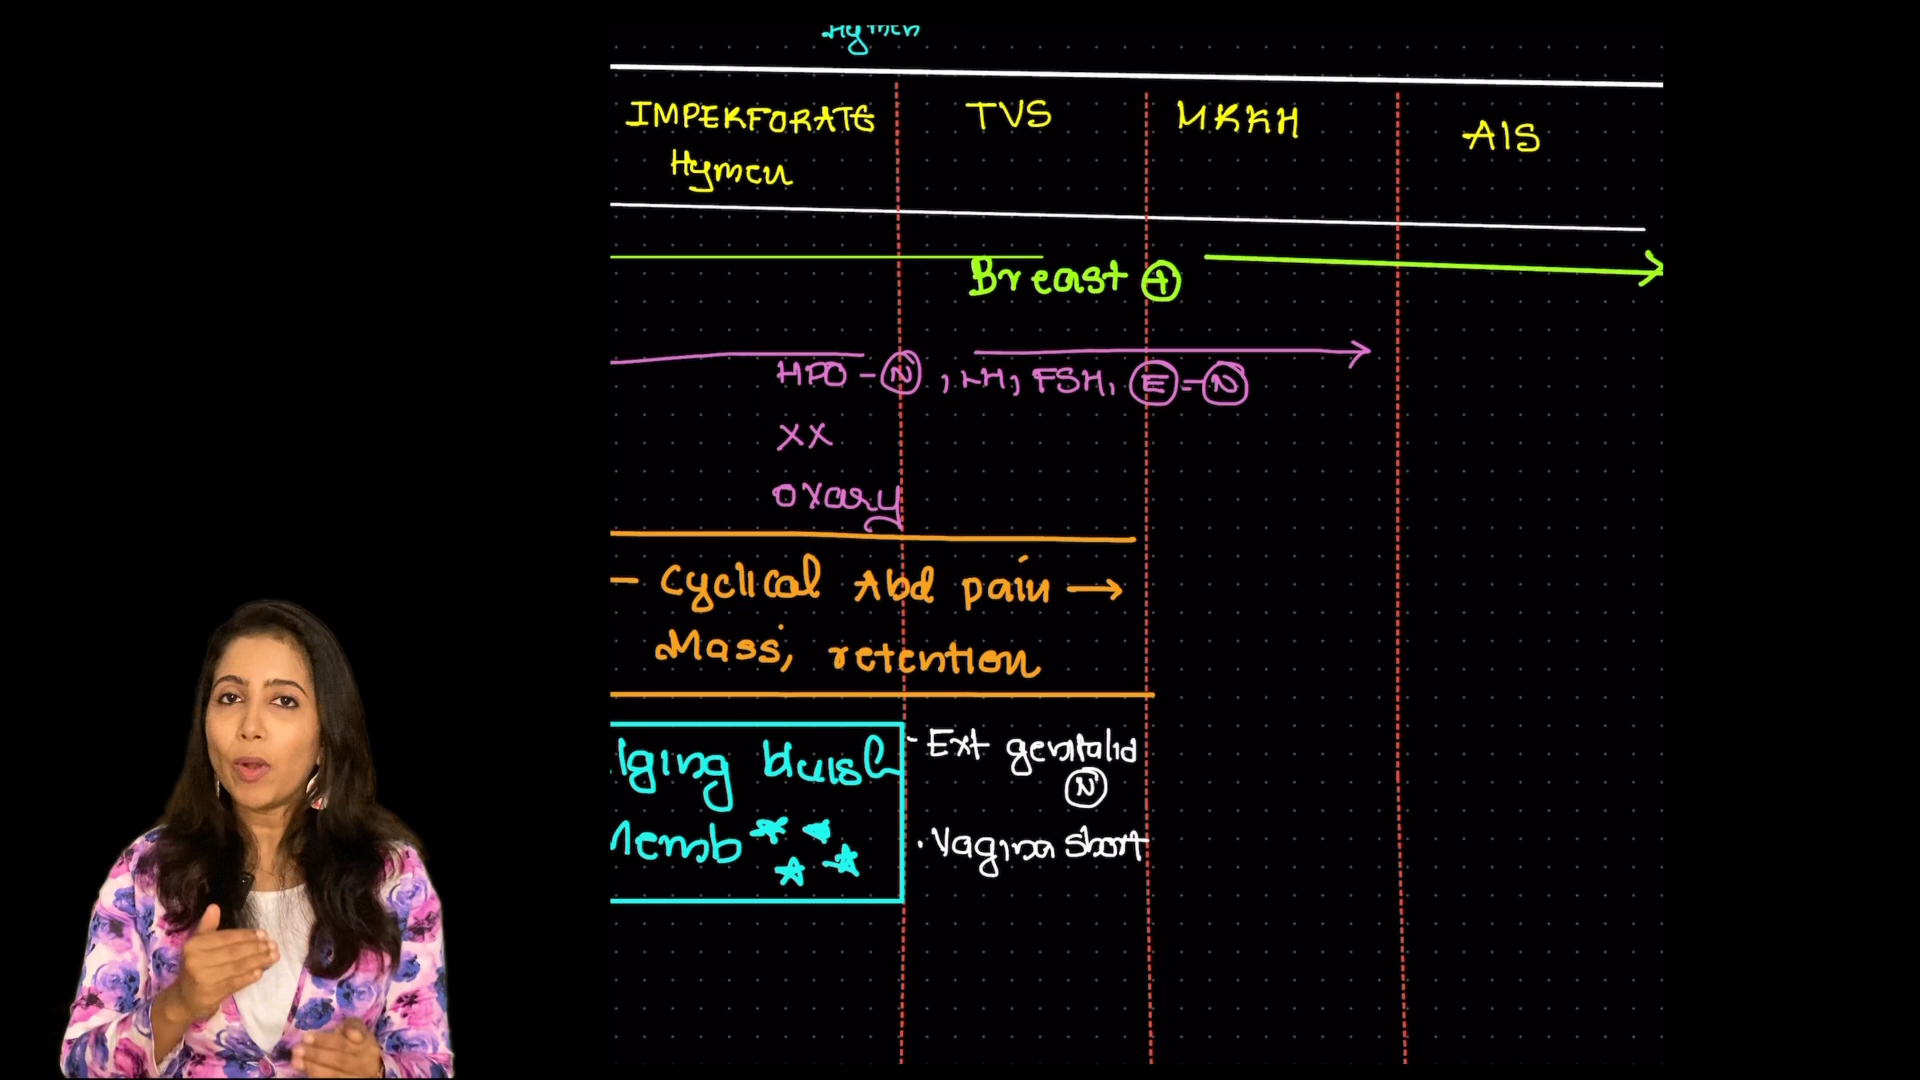 Hymen
IMPERFORATE
Hymen
TVS
MRKH
AIS
Breast +
HPO - N , LH, FSH, E = N
XX
ovary
- Cyclical Abd pain →
Mass, retention
lging bluish
Memb
- Ext genitalia
N
. Vagina short